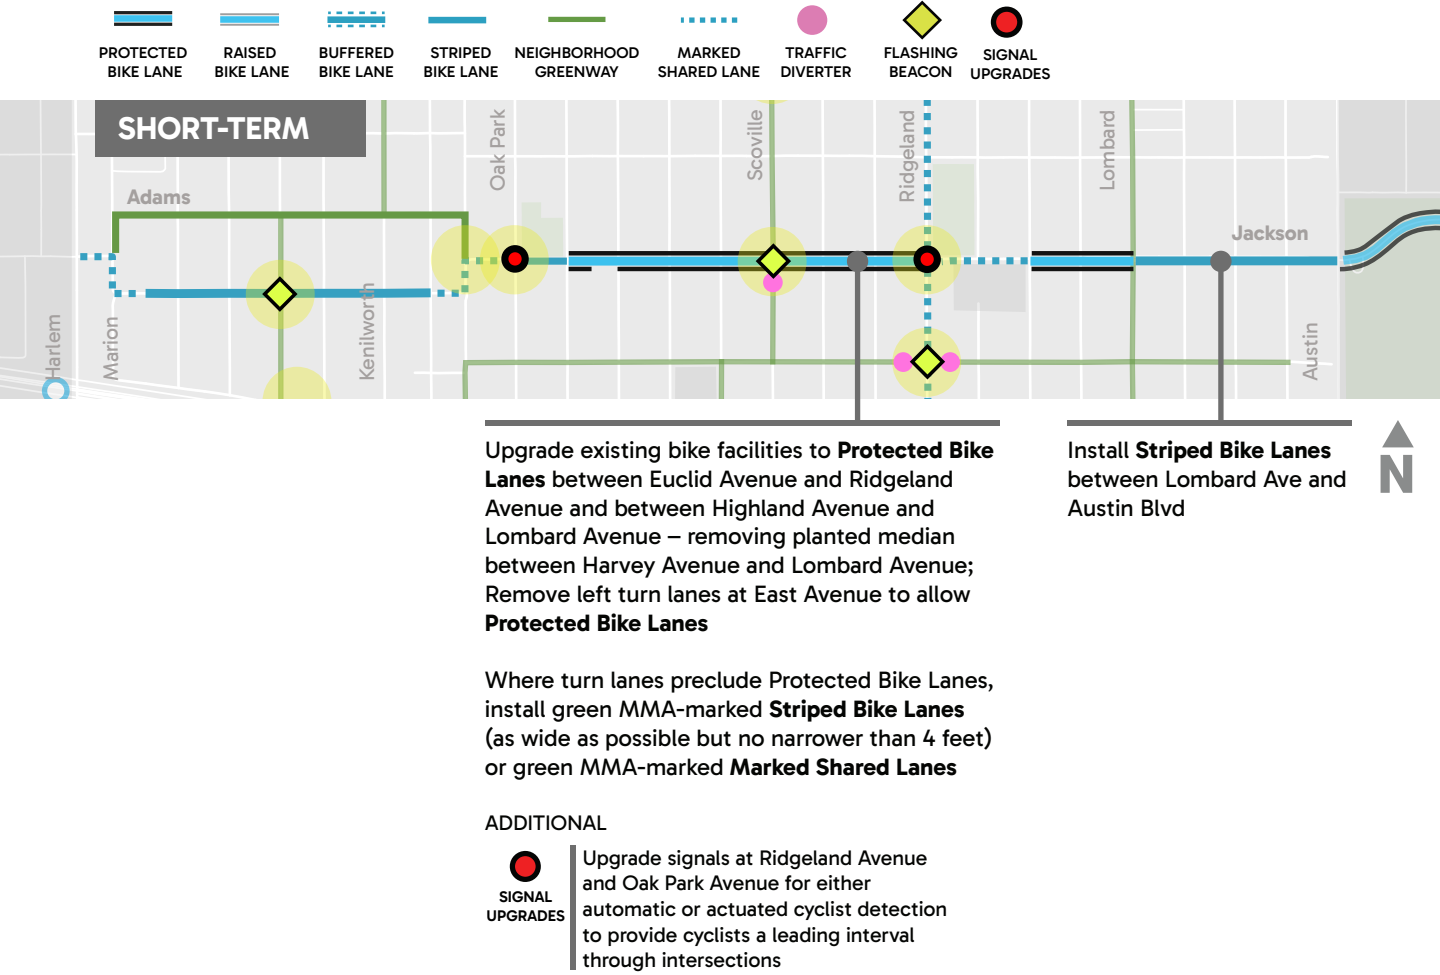 PROTECTED
BIKE LANE
RAISED
BIKE LANE
BUFFERED
BIKE LANE
STRIPED
BIKE LANE
NEIGHBORHOOD
GREENWAY
MARKED
SHARED LANE
TRAFFIC
DIVERTER
FLASHING
BEACON
SIGNAL
UPGRADES
SHORT-TERM
Adams
Oak Park
Scoville
Ridgeland
Lombard
Jackson
Harlem
Marion
Kenilworth
Austin
Upgrade existing bike facilities to Protected Bike
Lanes between Euclid Avenue and Ridgeland
Avenue and between Highland Avenue and
Lombard Avenue – removing planted median
between Harvey Avenue and Lombard Avenue;
Remove left turn lanes at East Avenue to allow
Protected Bike Lanes
Where turn lanes preclude Protected Bike Lanes,
install green MMA-marked Striped Bike Lanes
(as wide as possible but no narrower than 4 feet)
or green MMA-marked Marked Shared Lanes
Install Striped Bike Lanes
between Lombard Ave and
Austin Blvd
N
ADDITIONAL
SIGNAL
UPGRADES
Upgrade signals at Ridgeland Avenue
and Oak Park Avenue for either
automatic or actuated cyclist detection
to provide cyclists a leading interval
through intersections